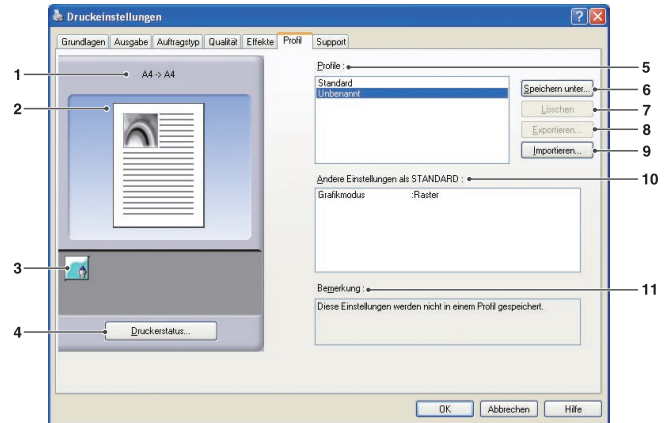 Druckeinstellungen
Grundlagen Ausgabe Auftragstyp Qualität Effekte Profil Support
1 A4 -> A4
2
3
4 Druckerstatus...
Profile : 5
Standard
Unbenannt
Speichern unter... 6
Löschen 7
Exportieren... 8
Importieren... 9
Andere Einstellungen als STANDARD : 10
Grafikmodus :Raster
Bemerkung : 11
Diese Einstellungen werden nicht in einem Profil gespeichert.
OK Abbrechen Hilfe